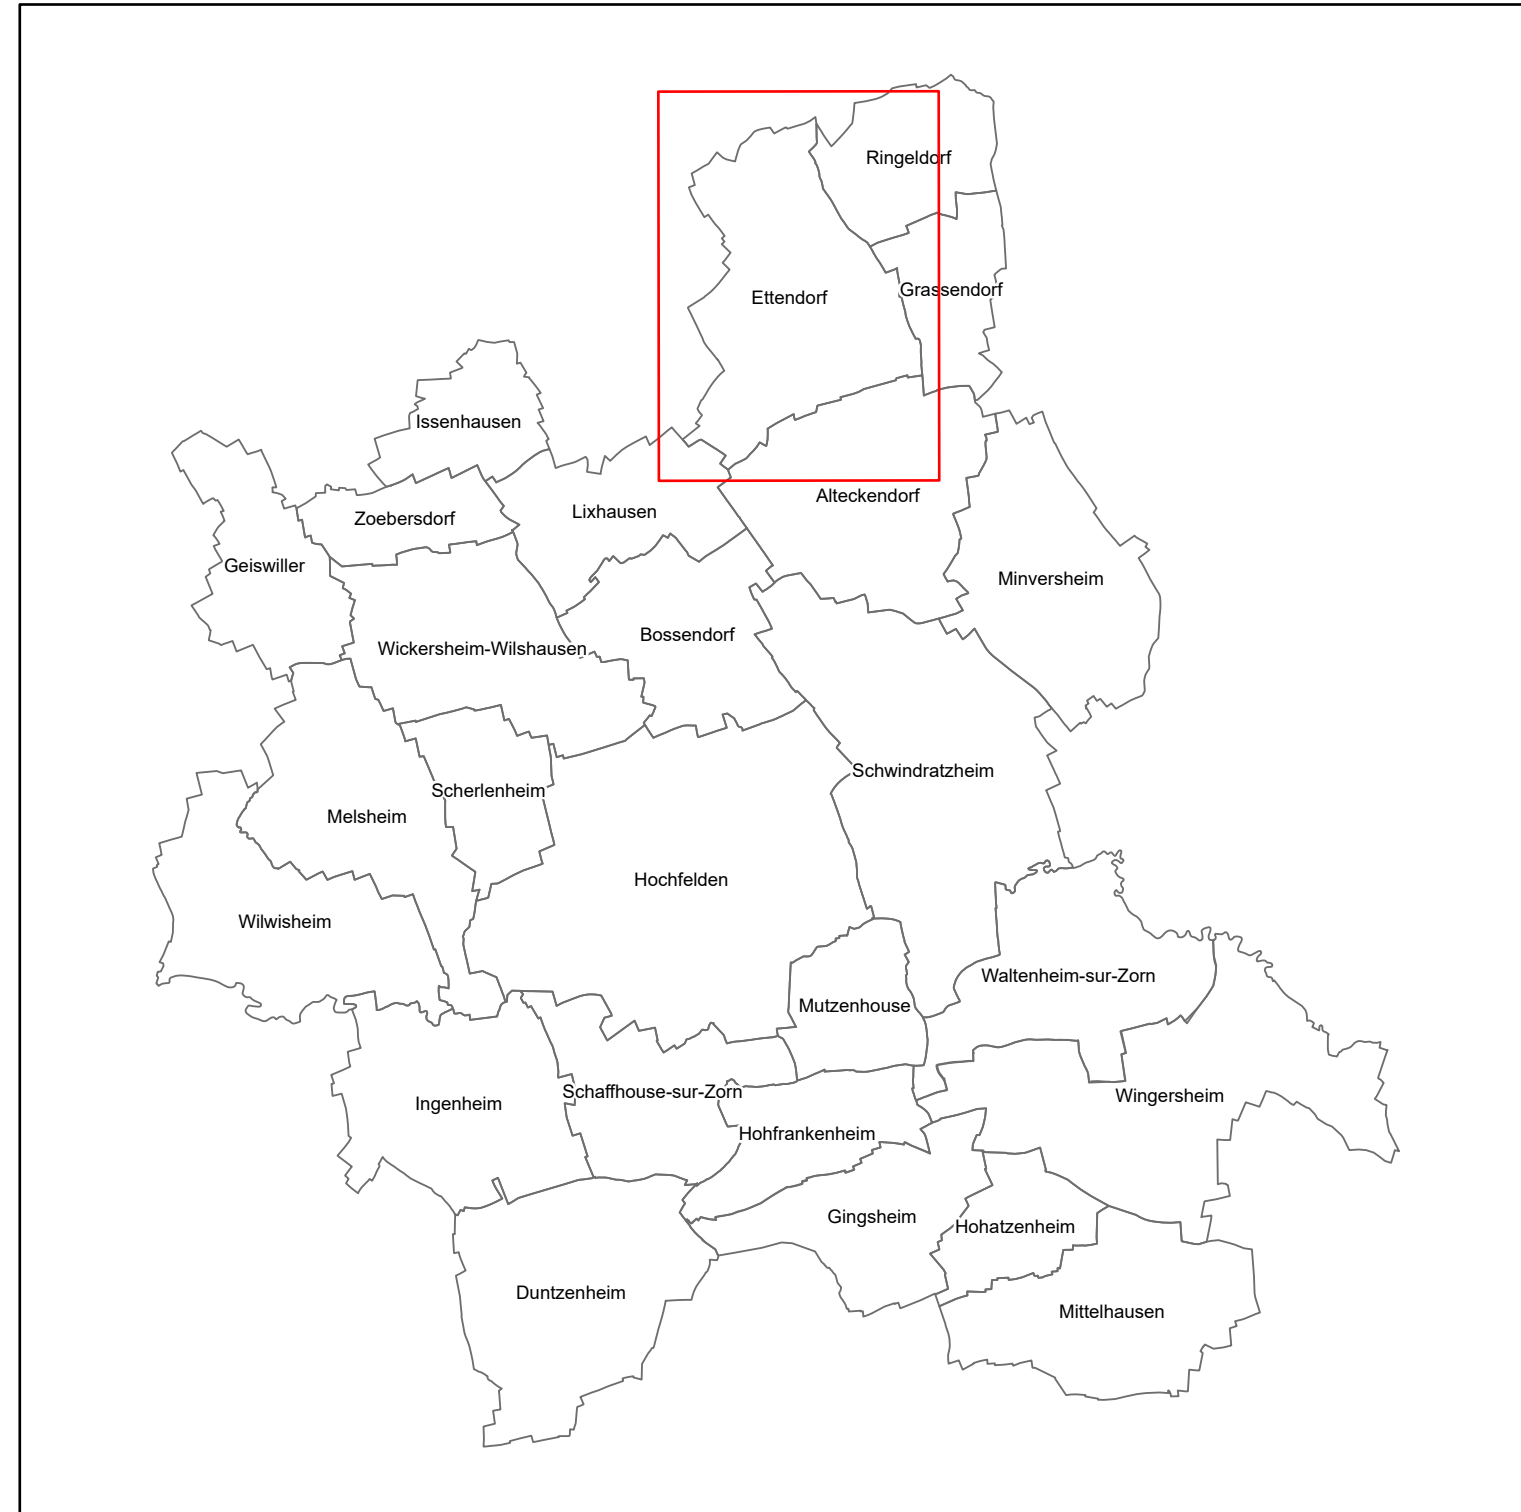 Ringeldorf
Grassendorf
Ettendorf
Issenhausen
Alteckendorf
Lixhausen
Zoebersdorf
Geiswiller
Minversheim
Bossendorf
Wickersheim-Wilshausen
Schwindratzheim
Scherlenheim
Melsheim
Hochfelden
Wilwisheim
Waltenheim-sur-Zorn
Mutzenhouse
Schaffhouse-sur-Zorn
Wingersheim
Ingenheim
Hohfrankenheim
Gingsheim
Hohatzenheim
Duntzenheim
Mittelhausen